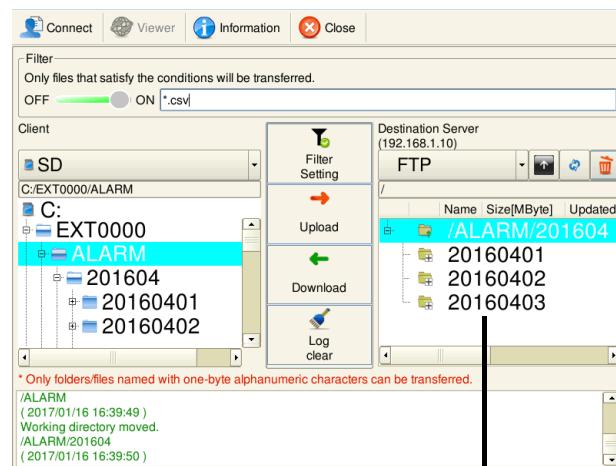 Connect Viewer Information Close
Filter
Only files that satisfy the conditions will be transferred.
OFF ON *.csv
Client
SD
C:/EXT0000/ALARM
C:
EXT0000
ALARM
201604
20160401
20160402
Filter
Setting
Upload
Download
Log
clear
Destination Server
(192.168.1.10)
FTP
/
Name Size[MByte] Updated
/ALARM/201604
20160401
20160402
20160403
* Only folders/files named with one-byte alphanumeric characters can be transferred.
/ALARM
( 2017/01/16 16:39:49 )
Working directory moved.
/ALARM/201604
( 2017/01/16 16:39:50 )